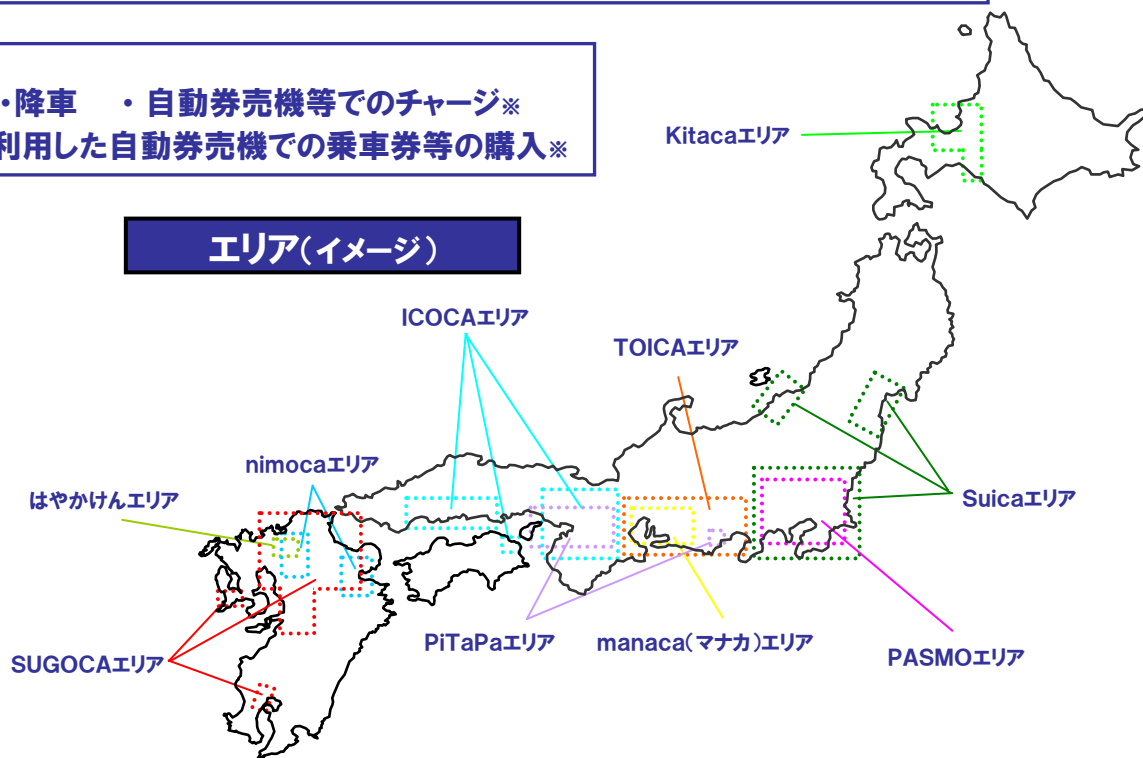 ・降車　・自動券売機等でのチャージ※
利用した自動券売機での乗車券等の購入※
エリア(イメージ)
Kitacaエリア
ICOCAエリア
TOICAエリア
nimocaエリア
はやかけんエリア
Suicaエリア
PiTaPaエリア
manaca(マナカ)エリア
PASMOエリア
SUGOCAエリア